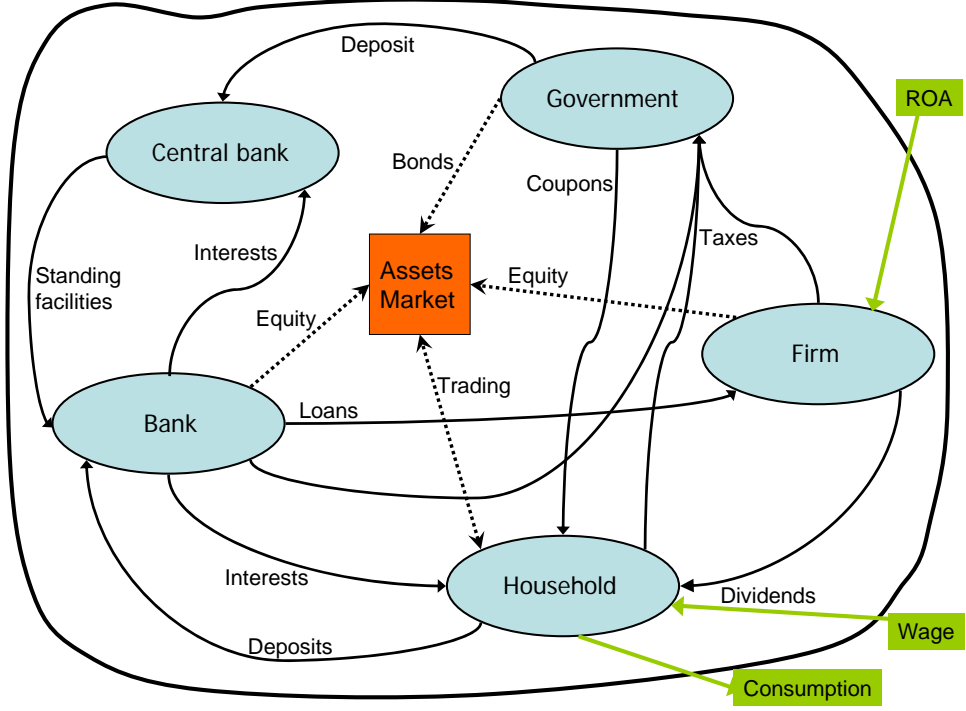 Deposit
Government
ROA
Central bank
Bonds
Coupons
Taxes
Interests
Standing
facilities
Assets
Market
Equity
Equity
Firm
Trading
Loans
Bank
Interests
Household
Dividends
Deposits
Wage
Consumption